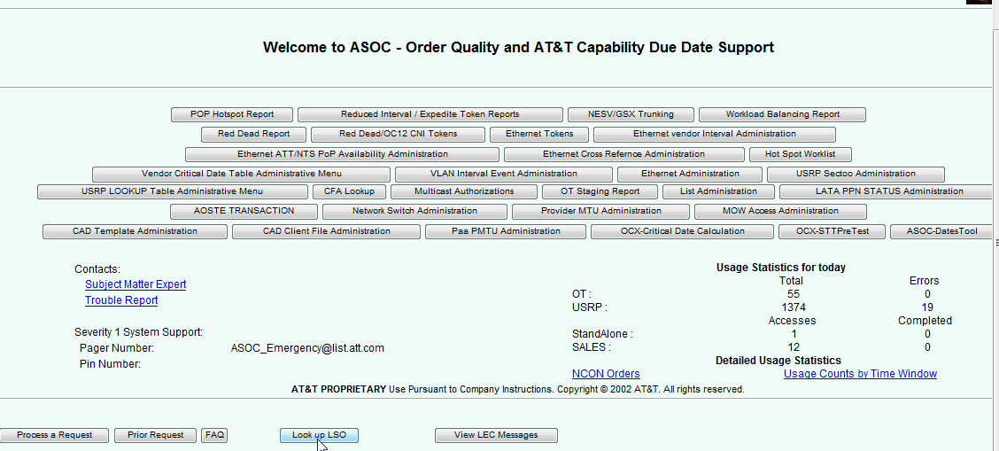 Welcome to ASOC - Order Quality and AT&T Capability Due Date Support
POP Hotspot Report Reduced Interval / Expedite Token Reports NESV/GSX Trunking Workload Balancing Report
Red Dead Report Red Dead/OC12 CNI Tokens Ethernet Tokens Ethernet vendor Interval Administration
Ethernet ATT/NTS PoP Availability Administration Ethernet Cross Refernce Administration Hot Spot Worklist
Vendor Critical Date Table Administrative Menu VLAN Interval Event Administration Ethernet Administration USRP Sectoo Administration
USRP LOOKUP Table Administrative Menu CFA Lookup Multicast Authorizations OT Staging Report List Administration LATA PPN STATUS Administration
AOSTE TRANSACTION Network Switch Administration Provider MTU Administration MOW Access Administration
CAD Template Administration CAD Client File Administration Paa PMTU Administration OCX-Critical Date Calculation OCX-STTPreTest ASOC-DatesTool
Contacts:
Subject Matter Expert
Trouble Report
Severity 1 System Support:
Pager Number: ASOC_Emergency@list.att.com
Pin Number:
Usage Statistics for today
Total Errors
OT : 55 0
USRP : 1374 19
Accesses Completed
StandAlone : 1 0
SALES : 12 0
Detailed Usage Statistics
NCON Orders Usage Counts by Time Window
AT&T PROPRIETARY Use Pursuant to Company Instructions. Copyright © 2002 AT&T. All rights reserved.
Process a Request Prior Request FAQ Look up LSO View LEC Messages